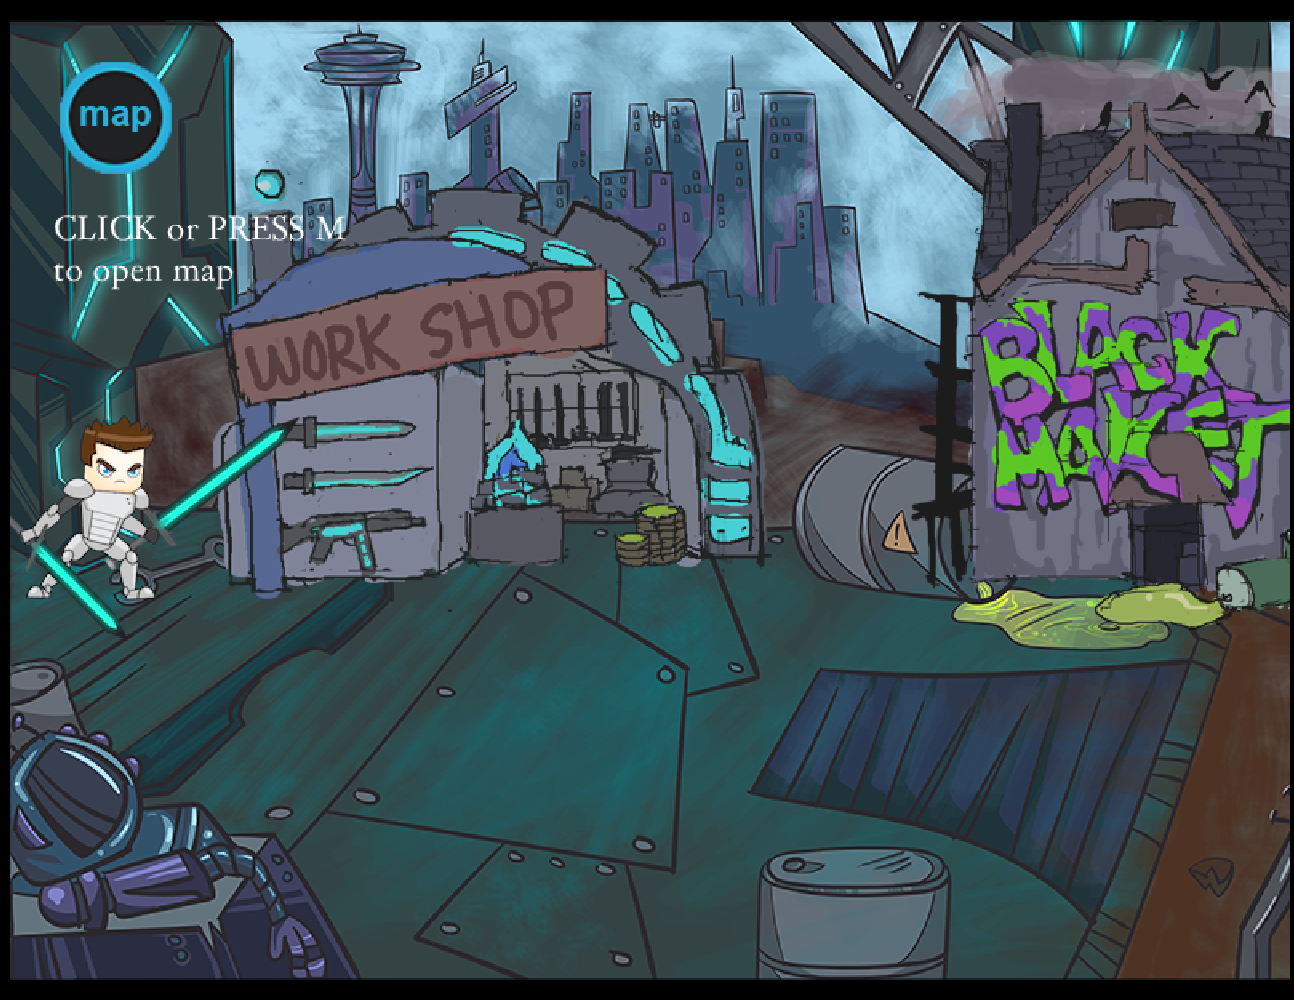 map
CLICK or PRESS M
to open map
WORK SHOP
BLACK
MARKET